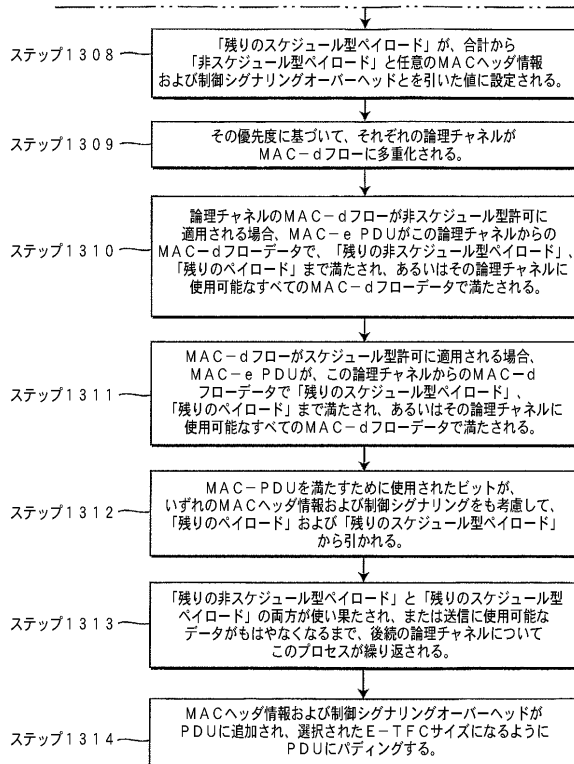 ステップ1308
「残りのスケジュール型ペイロード」が、合計から
「非スケジュール型ペイロード」と任意のMACヘッダ情報
および制御シグナリングオーバーヘッドとを引いた値に設定される。
ステップ1309
その優先度に基づいて、それぞれの論理チャネルが
MAC-dフローに多重化される。
ステップ1310
論理チャネルのMAC-dフローが非スケジュール型許可に
適用される場合、MAC-e PDUがこの論理チャネルからの
MAC-dフローデータで、「残りの非スケジュール型ペイロード」、
「残りのペイロード」まで満たされ、あるいはその論理チャネルに
使用可能なすべてのMAC-dフローデータで満たされる。
ステップ1311
MAC-dフローがスケジュール型許可に適用される場合、
MAC-e PDUが、この論理チャネルからのMAC-d
フローデータで「残りのスケジュール型ペイロード」、
「残りのペイロード」まで満たされ、あるいはその論理チャネルに
使用可能なすべてのMAC-dフローデータで満たされる。
ステップ1312
MAC-PDUを満たすために使用されたビットが、
いずれのMACヘッダ情報および制御シグナリングをも考慮して、
「残りのペイロード」および「残りのスケジュール型ペイロード」
から引かれる。
ステップ1313
「残りの非スケジュール型ペイロード」と「残りのスケジュール型
ペイロード」の両方が使い果たされ、または送信に使用可能な
データがもはやなくなるまで、後続の論理チャネルについて
このプロセスが繰り返される。
ステップ1314
MACヘッダ情報および制御シグナリングオーバーヘッドが
PDUに追加され、選択されたE-TFCサイズになるように
PDUにパディングする。